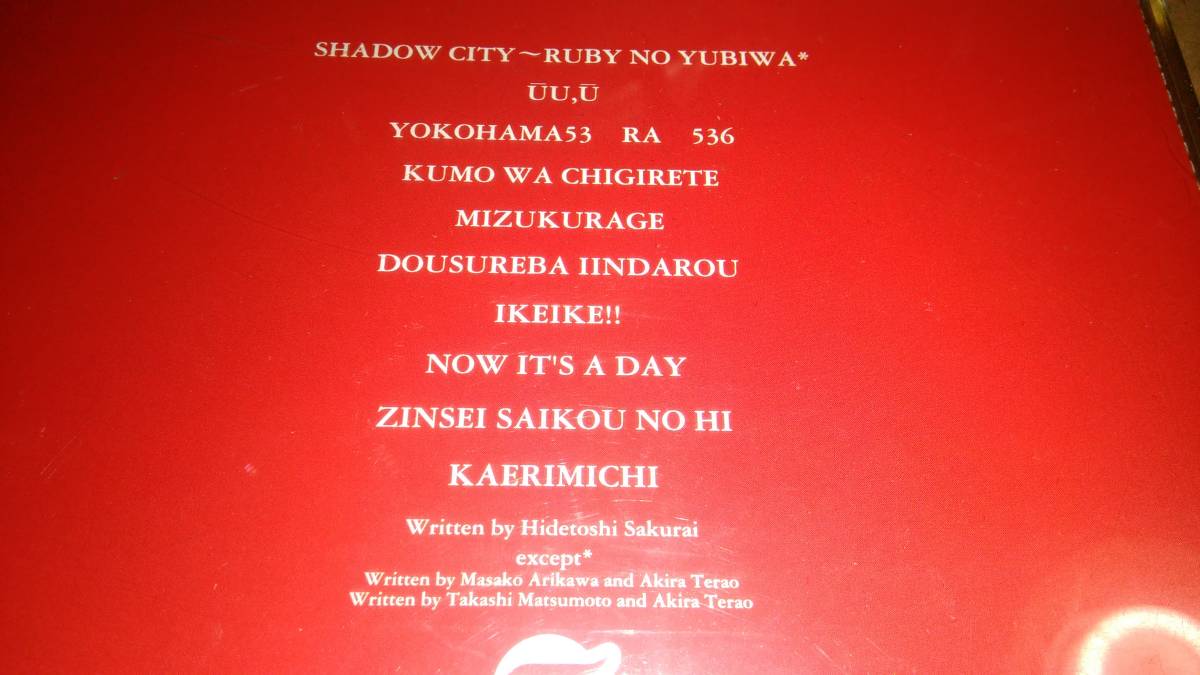 SHADOW CITY～RUBY NO YUBIWA*
ŪU,Ū
YOKOHAMA53 RA 536
KUMO WA CHIGIRETE
MIZUKURAGE
DOUSUREBA IINDAROU
IKEIKE!!
NOW IT'S A DAY
ZINSEI SAIKOU NO HI
KAERIMICHI
Written by Hidetoshi Sakurai
except*
Written by Masako Arikawa and Akira Terao
Written by Takashi Matsumoto and Akira Terao